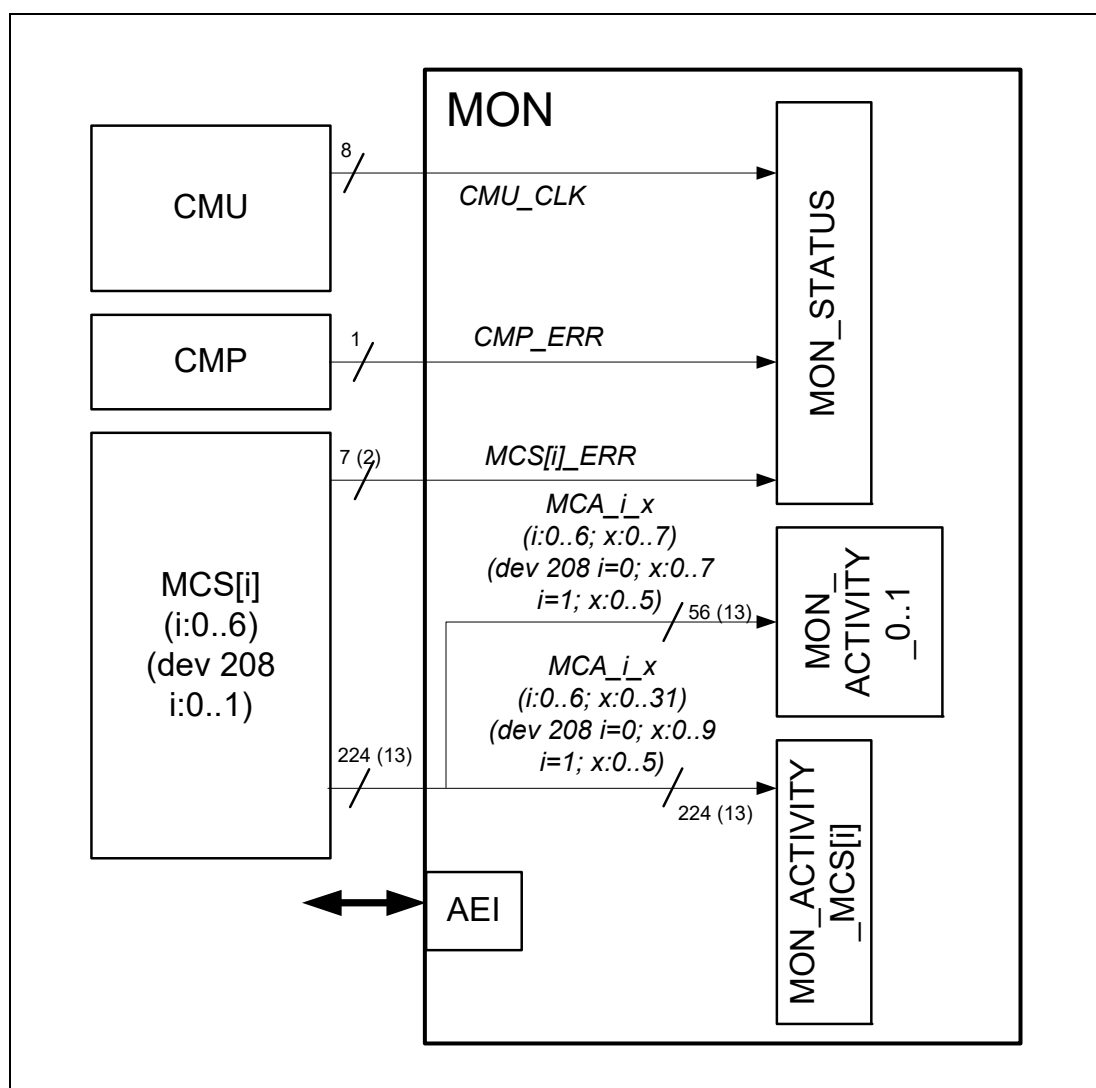 MON
CMU
8
CMU_CLK
MON_STATUS
CMP
1
CMP_ERR
7 (2)
MCS[i]_ERR
MCS[i]
(i:0..6)
(dev 208
i:0..1)
MCA_i_x
(i:0..6; x:0..7)
(dev 208 i=0; x:0..7
i=1; x:0..5)
56 (13)
MON_
ACTIVITY
_0..1
MCA_i_x
(i:0..6; x:0..31)
(dev 208 i=0; x:0..9
i=1; x:0..5)
224 (13)
224 (13)
MON_ACTIVITY
_MCS[i]
AEI